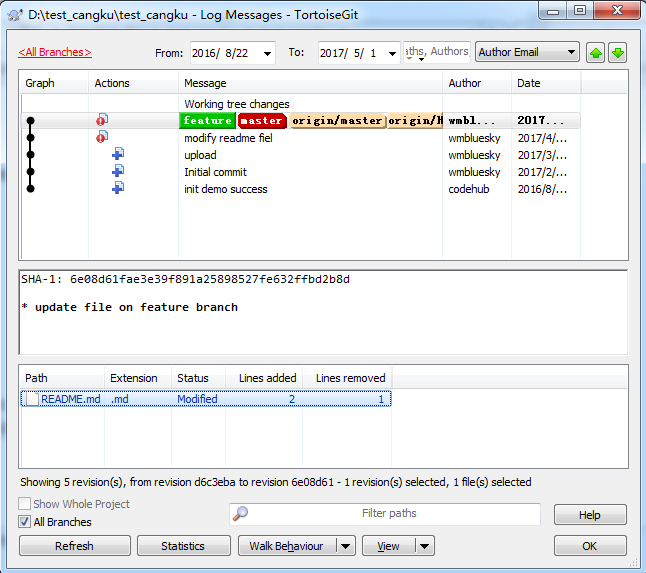 D:\test_cangku\test_cangku - Log Messages - TortoiseGit
<All Branches> From: 2016/ 8/22 To: 2017/ 5/ 1 ths, Authors Author Email
Graph Actions Message Author Date
Working tree changes
feature master origin/master origin/H wmbl... 2017...
modify readme fiel wmbluesky 2017/4/...
upload wmbluesky 2017/3/...
Initial commit wmbluesky 2017/2/...
init demo success codehub 2016/8/...
SHA-1: 6e08d61fae3e39f891a25898527fe632ffbd2b8d
* update file on feature branch
Path Extension Status Lines added Lines removed
README.md .md Modified 2 1
Showing 5 revision(s), from revision d6c3eba to revision 6e08d61 - 1 revision(s) selected, 1 file(s) selected
Show Whole Project
All Branches
Filter paths
Help
Refresh Statistics Walk Behaviour View OK